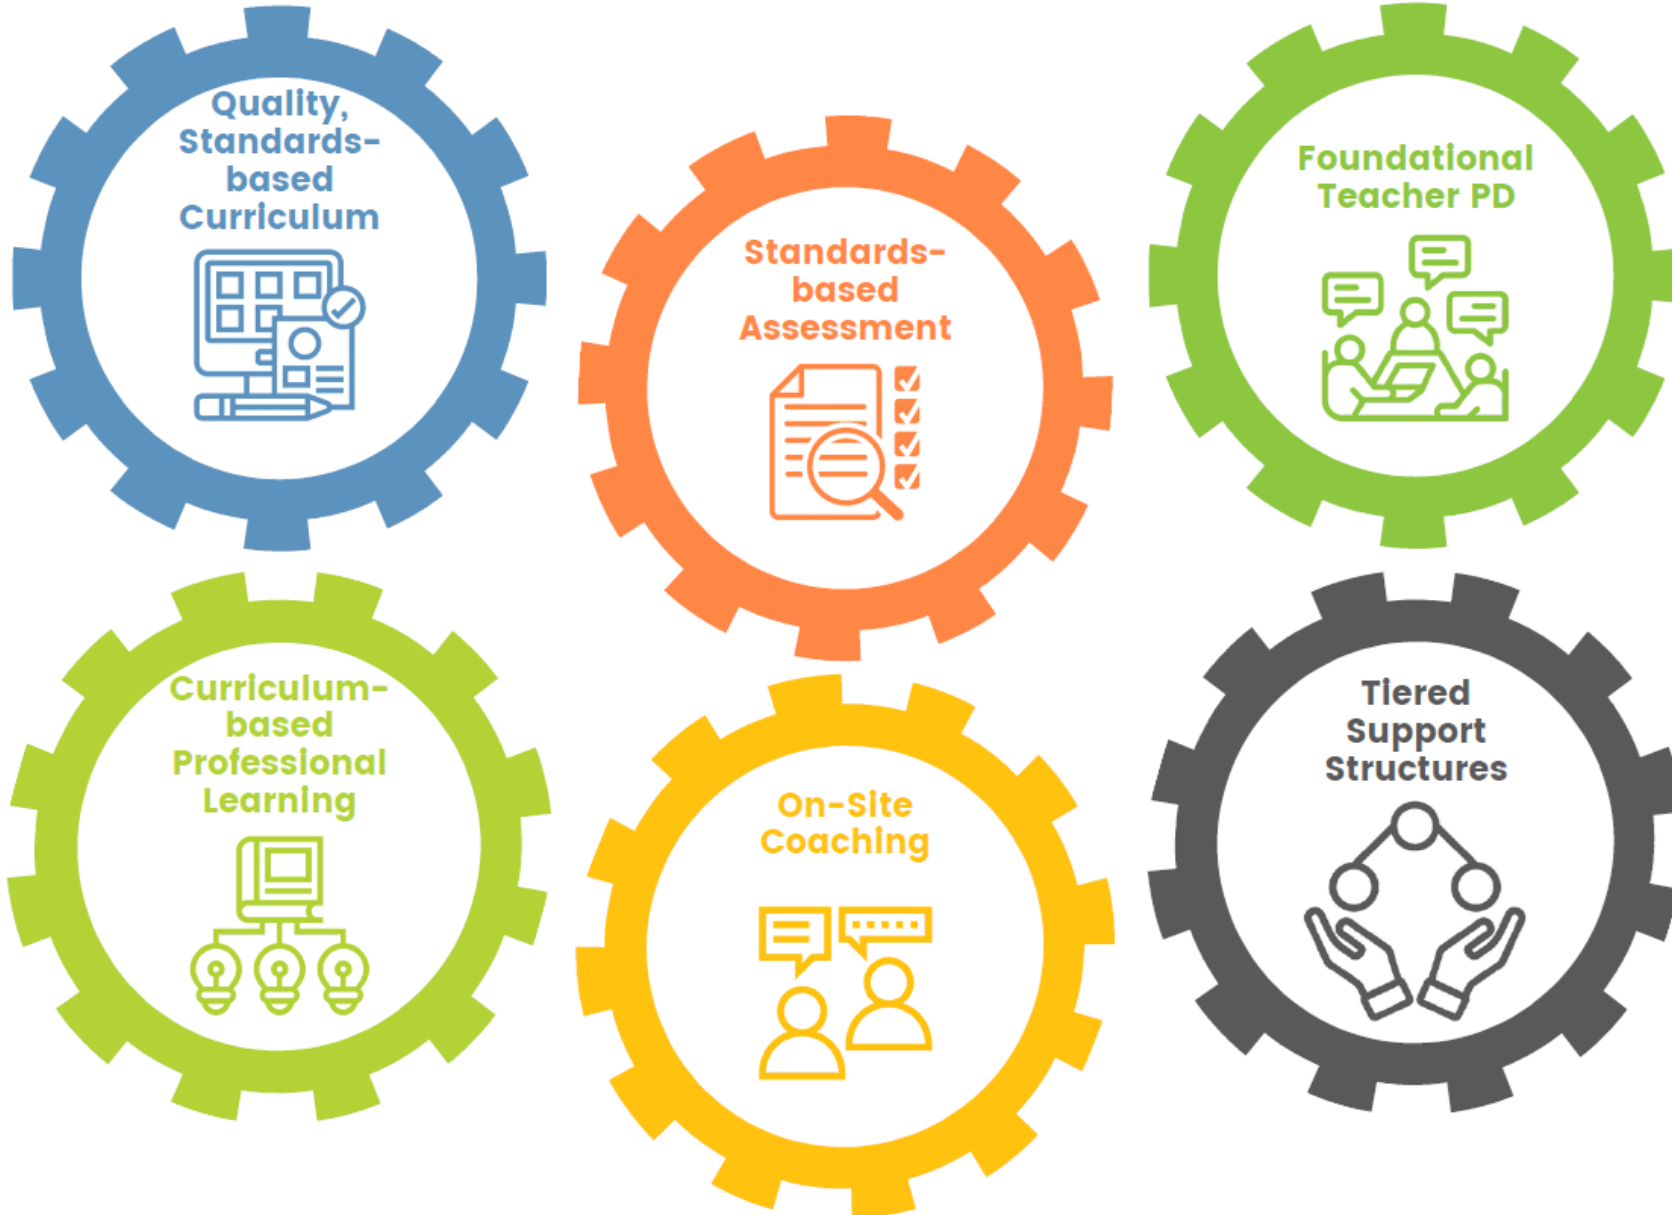 Quality,
Standards-
based
Curriculum
Standards-
based
Assessment
Foundational
Teacher PD
Curriculum-
based
Professional
Learning
On-Site
Coaching
Tiered
Support
Structures